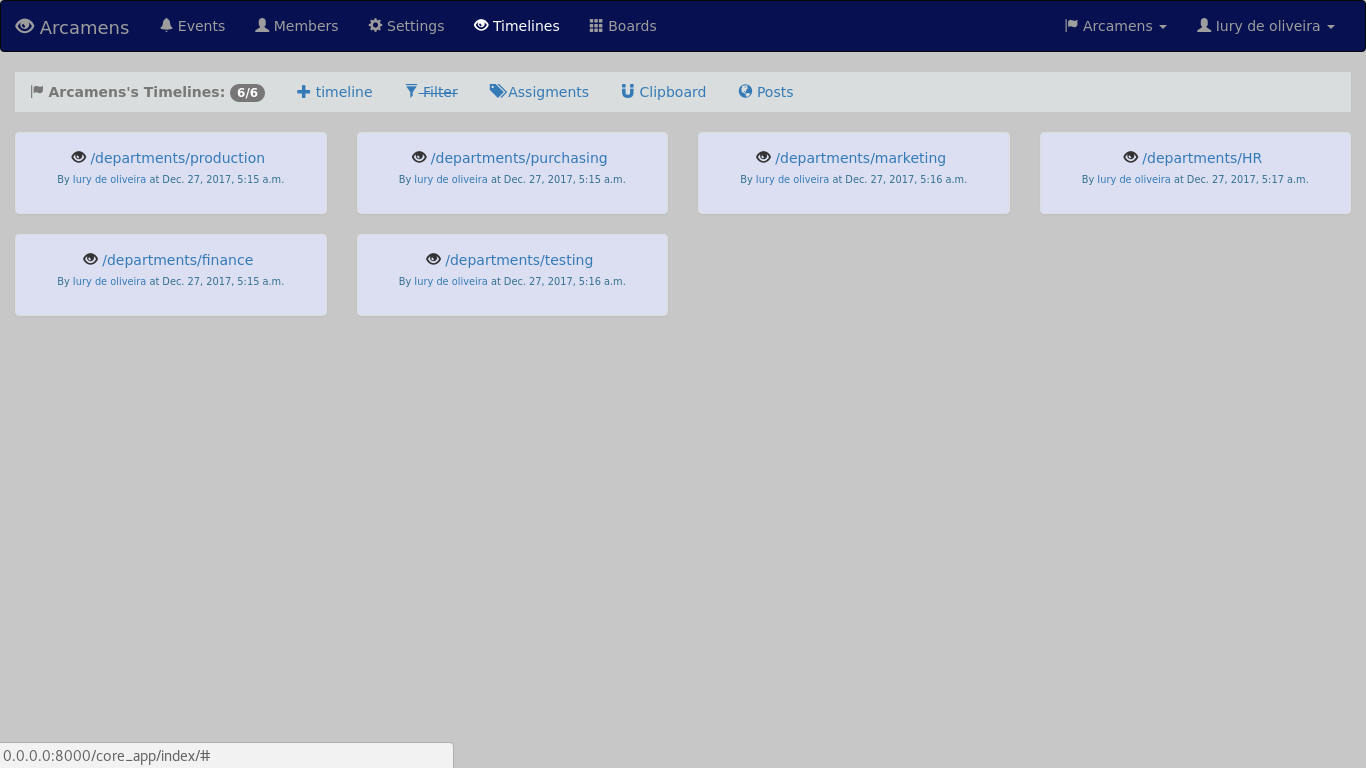 Arcamens Events Members Settings Timelines Boards Arcamens Iury de oliveira
Arcamens's Timelines: 6/6 timeline Filter Assigments Clipboard Posts
/departments/production
By Iury de oliveira at Dec. 27, 2017, 5:15 a.m.
/departments/purchasing
By Iury de oliveira at Dec. 27, 2017, 5:15 a.m.
/departments/marketing
By Iury de oliveira at Dec. 27, 2017, 5:16 a.m.
/departments/HR
By Iury de oliveira at Dec. 27, 2017, 5:17 a.m.
/departments/finance
By Iury de oliveira at Dec. 27, 2017, 5:15 a.m.
/departments/testing
By Iury de oliveira at Dec. 27, 2017, 5:16 a.m.
0.0.0.0:8000/core_app/index/#